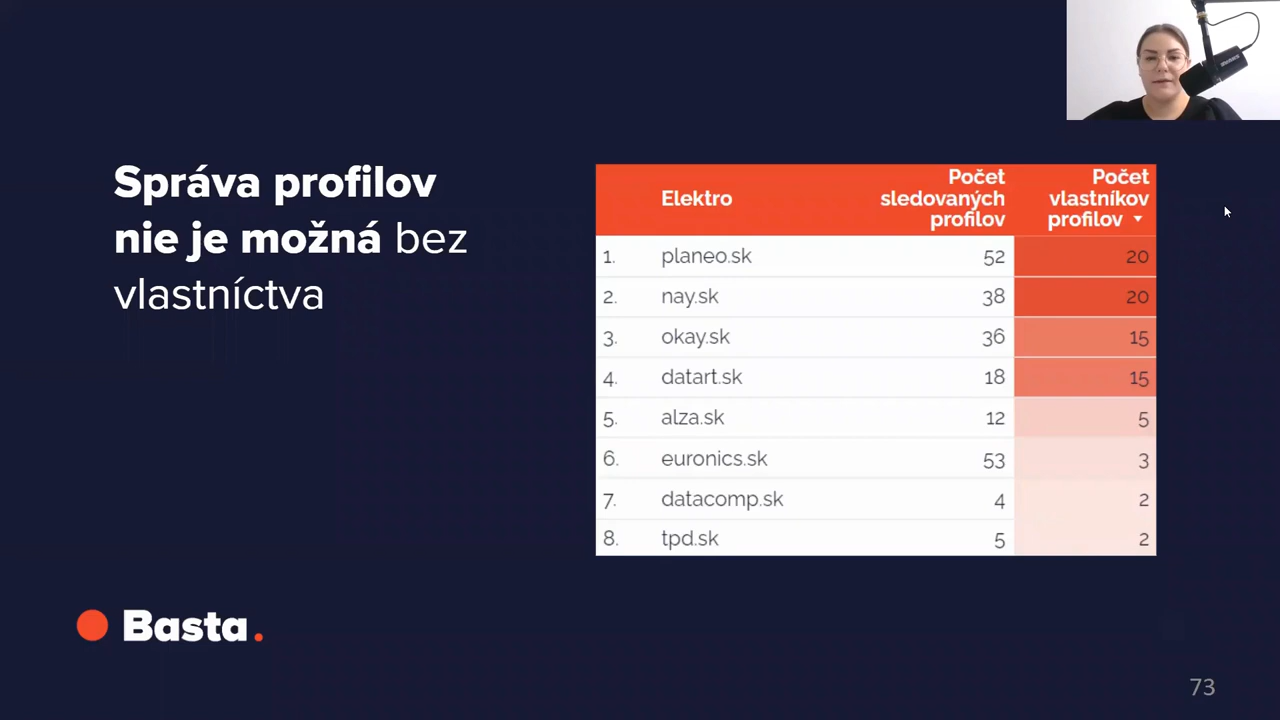 Správa profilov
nie je možná bez
vlastníctva
Elektro
Počet
sledovaných
profilov
Počet
vlastníkov
profilov
1. planeo.sk 52 20
2. nay.sk 38 20
3. okay.sk 36 15
4. datart.sk 18 15
5. alza.sk 12 5
6. euronics.sk 53 3
7. datacomp.sk 4 2
8. tpd.sk 5 2
Basta.
73